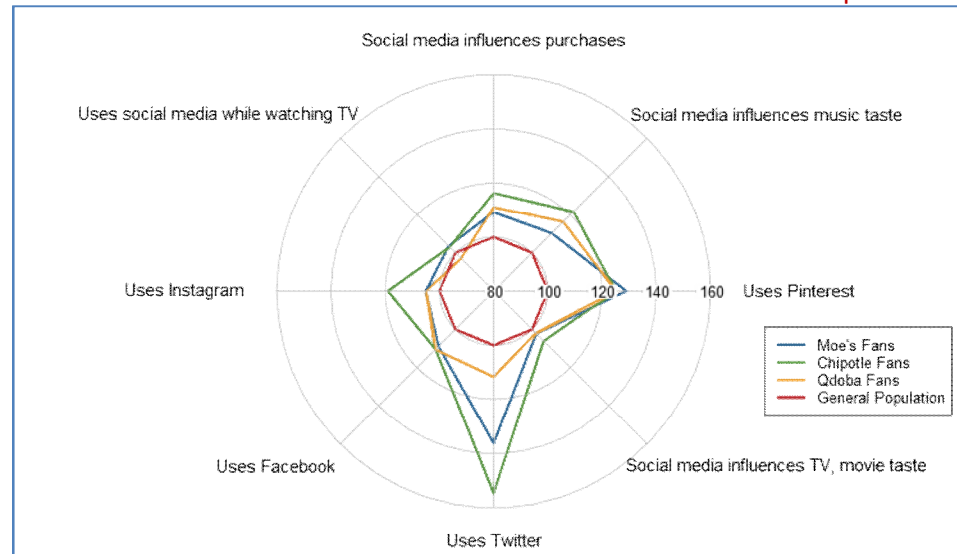 Social media influences purchases
Uses social media while watching TV
Social media influences music taste
Uses Instagram
80 100 120 140 160
Uses Pinterest
Moe's Fans
Chipotle Fans
Qdoba Fans
General Population
Uses Facebook
Social media influences TV, movie taste
Uses Twitter